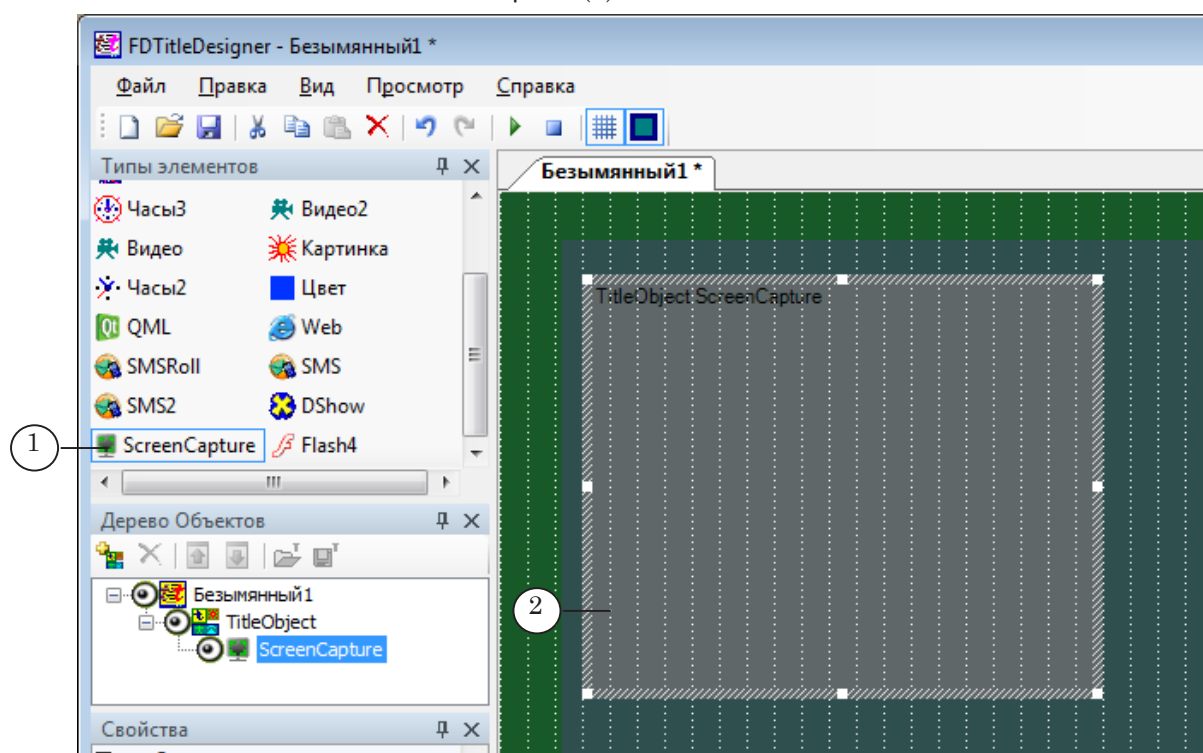 FDTitleDesigner - Безымянный1 *
Файл Правка Вид Просмотр Справка
Типы элементов
Безымянный1 *
Часы3 Видео2
Видео Картинка
Часы2 Цвет
QML Web
SMSRoll SMS
SMS2 DShow
ScreenCapture Flash4
1
TitleObject ScreenCapture
Дерево Объектов
Безымянный1
TitleObject
ScreenCapture
2
Свойства